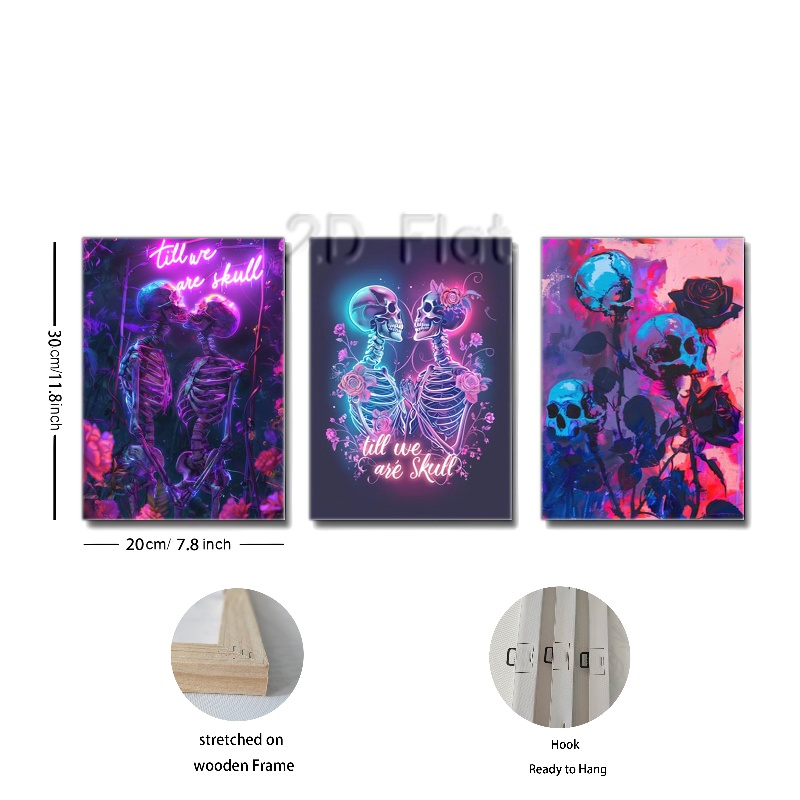 2D Flat
till we
are skull
till we
are skull
30cm/11.8inch
20cm/ 7.8 inch
stretched on
wooden Frame
Hook
Ready to Hang